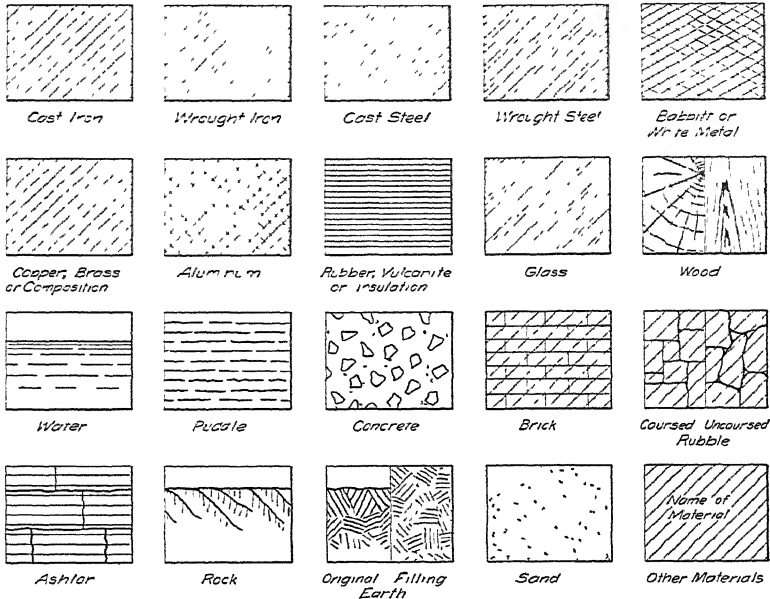 Cast Iron
Wrought Iron
Cast Steel
Wrought Steel
Babbitt or
White Metal
Copper, Brass
or Composition
Aluminum
Rubber, Vulcanite
or Insulation
Glass
Wood
Water
Puddle
Concrete
Brick
Coursed Uncoursed
Rubble
Ashlar
Rock
Original Filling
Earth
Sand
Name of
Material
Other Materials